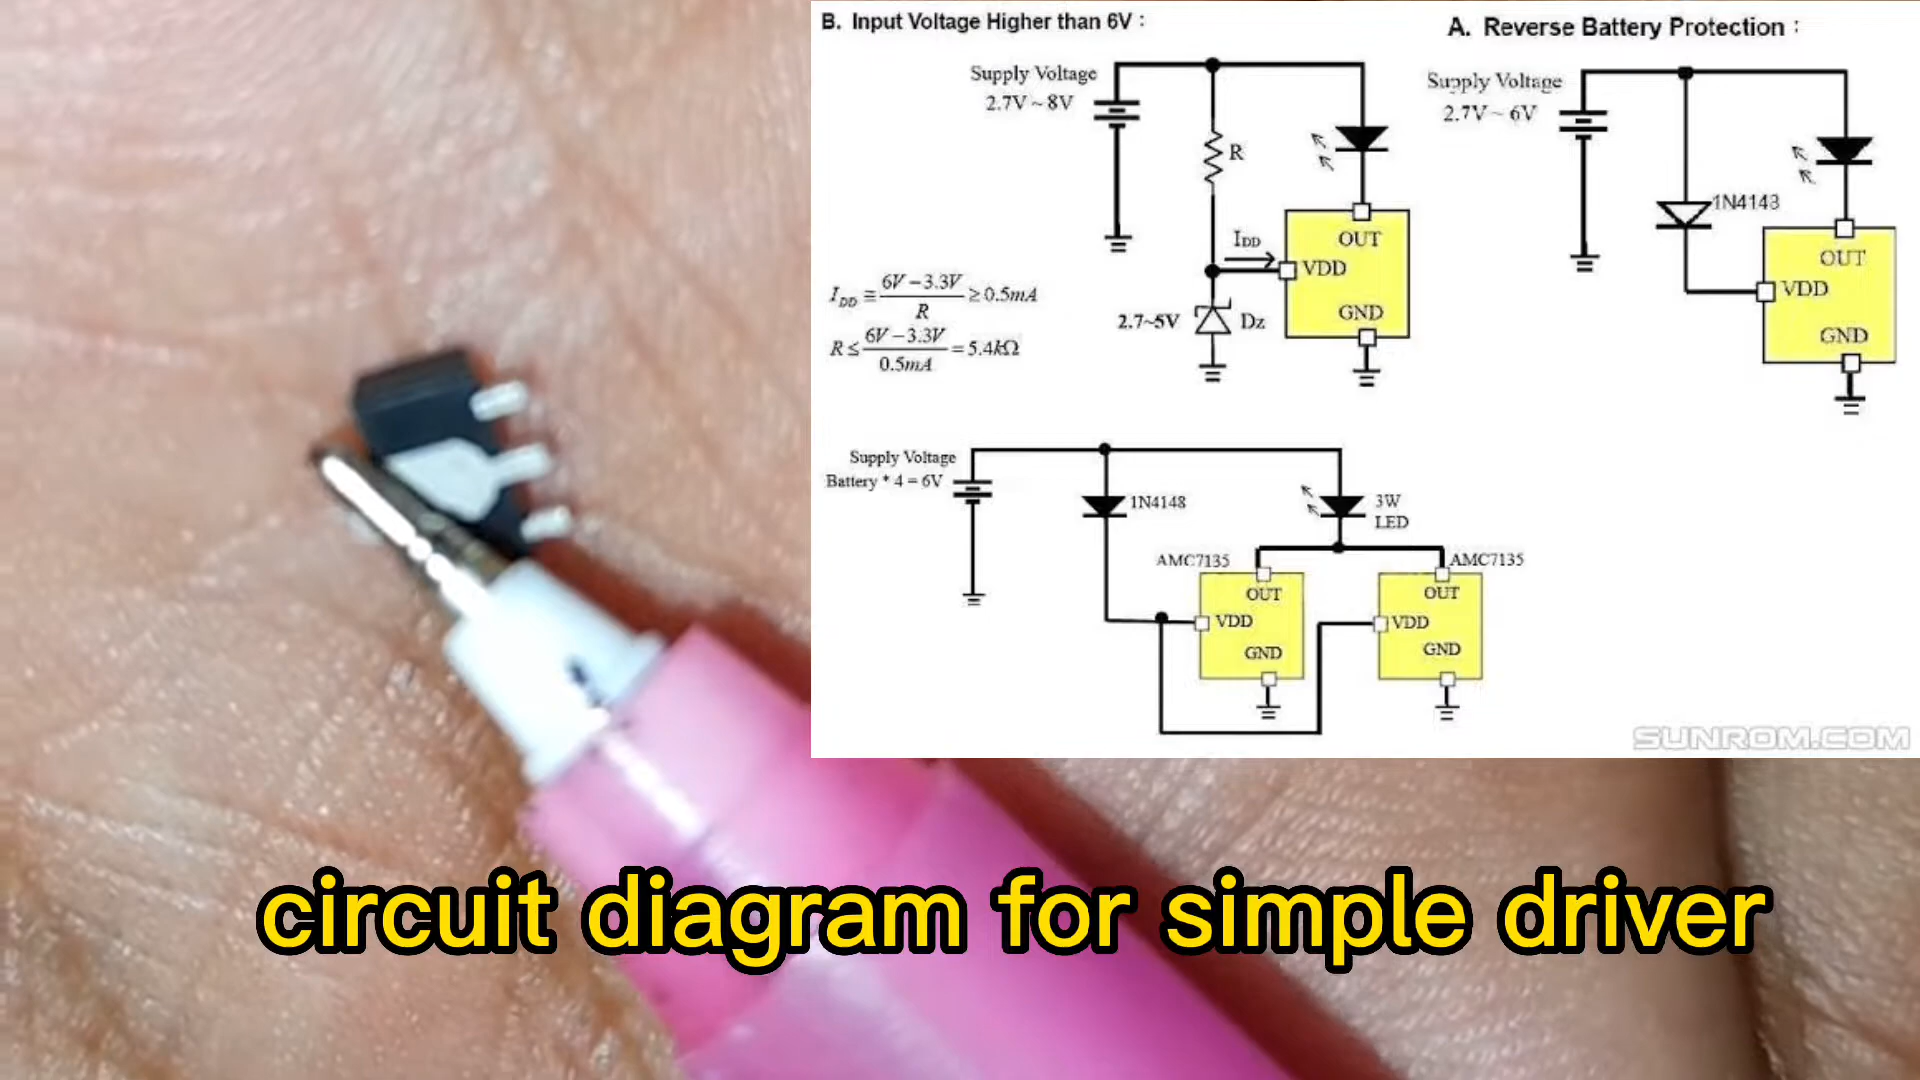 B. Input Voltage Higher than 6V :
Supply Voltage
2.7V ~ 8V
R
IDD
OUT
VDD
GND
2.7~5V
Dz
IDD = 6V − 3.3V / R ≥ 0.5mA
R ≤ 6V − 3.3V / 0.5mA = 5.4kΩ
A. Reverse Battery Protection :
Supply Voltage
2.7V ~ 6V
1N4148
OUT
VDD
GND
Supply Voltage
Battery * 4 = 6V
1N4148
3W
LED
AMC7135
OUT
VDD
GND
AMC7135
OUT
VDD
GND
SUNROM.COM
circuit diagram for simple driver